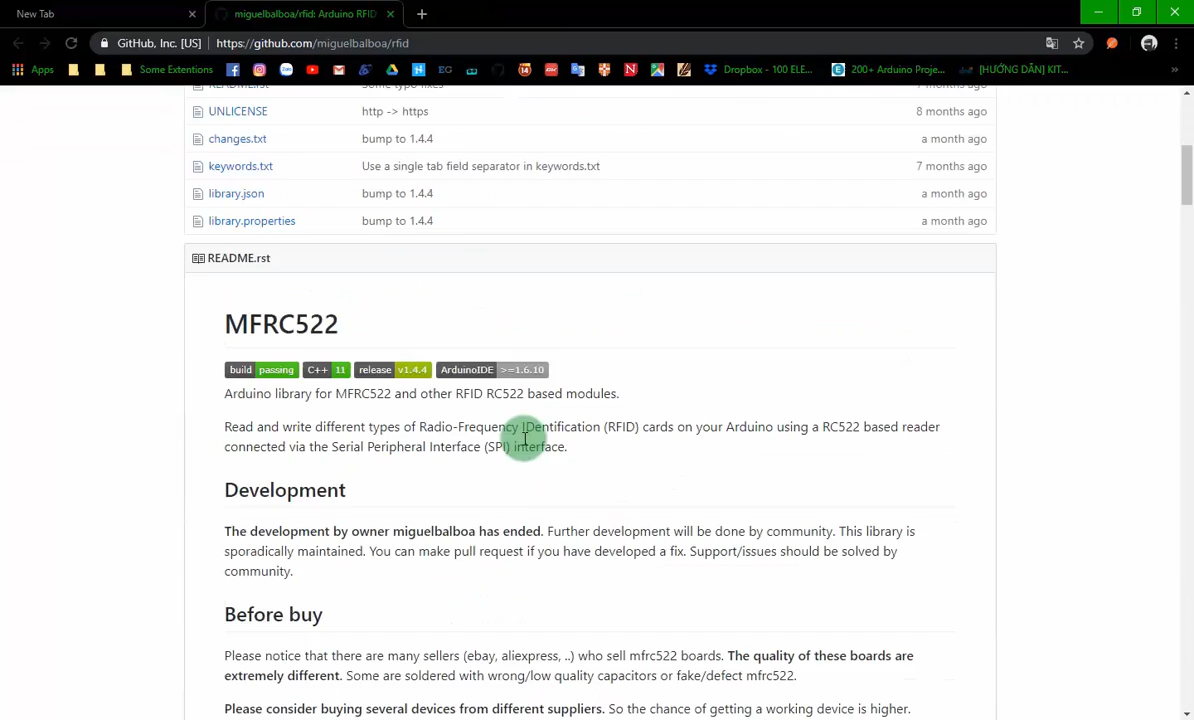 New Tab
miguelbalboa/rfid: Arduino RFID
GitHub, Inc. [US]
https://github.com/miguelbalboa/rfid
Apps
Some Extentions
EG
Dropbox - 100 ELE...
200+ Arduino Proje...
[HƯỚNG DẪN] KIT...
README.rst Some typo fixes 7 months ago
UNLICENSE http -> https 8 months ago
changes.txt bump to 1.4.4 a month ago
keywords.txt Use a single tab field separator in keywords.txt 7 months ago
library.json bump to 1.4.4 a month ago
library.properties bump to 1.4.4 a month ago
README.rst
MFRC522
build passing C++ 11 release v1.4.4 ArduinoIDE >=1.6.10
Arduino library for MFRC522 and other RFID RC522 based modules.
Read and write different types of Radio-Frequency IDentification (RFID) cards on your Arduino using a RC522 based reader
connected via the Serial Peripheral Interface (SPI) interface.
Development
The development by owner miguelbalboa has ended. Further development will be done by community. This library is
sporadically maintained. You can make pull request if you have developed a fix. Support/issues should be solved by
community.
Before buy
Please notice that there are many sellers (ebay, aliexpress, ..) who sell mfrc522 boards. The quality of these boards are
extremely different. Some are soldered with wrong/low quality capacitors or fake/defect mfrc522.
Please consider buying several devices from different suppliers. So the chance of getting a working device is higher.